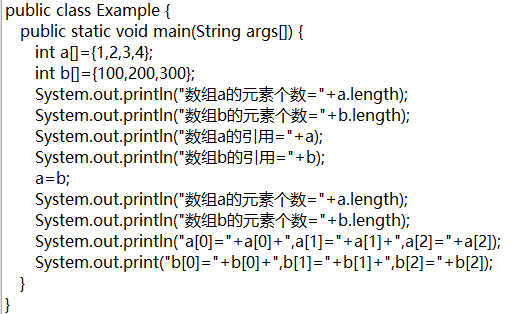 public class Example {
public static void main(String args[]) {
int a[]={1,2,3,4};
int b[]={100,200,300};
System.out.println("数组a的元素个数="+a.length);
System.out.println("数组b的元素个数="+b.length);
System.out.println("数组a的引用="+a);
System.out.println("数组b的引用="+b);
a=b;
System.out.println("数组a的元素个数="+a.length);
System.out.println("数组b的元素个数="+b.length);
System.out.println("a[0]="+a[0]+",a[1]="+a[1]+",a[2]="+a[2]);
System.out.print("b[0]="+b[0]+",b[1]="+b[1]+",b[2]="+b[2]);
}
}